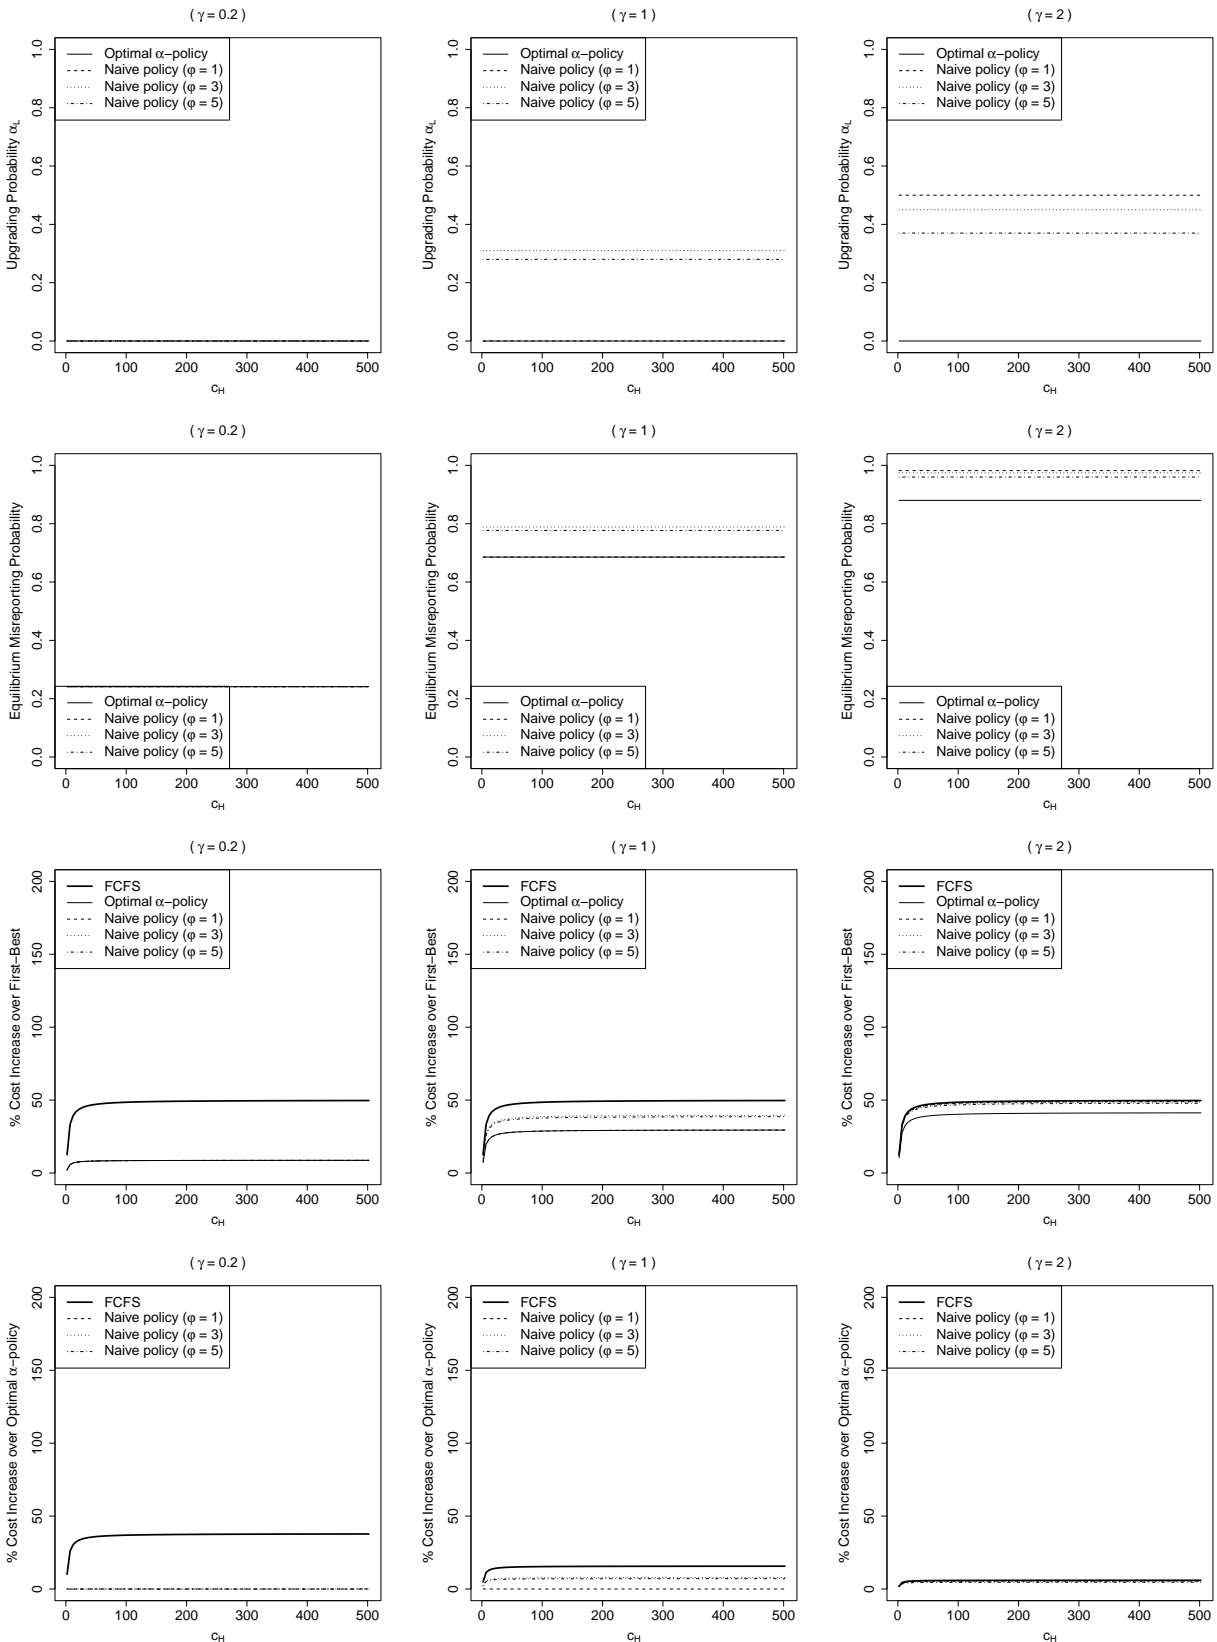 ( γ = 0.2 )
Upgrading Probability αL
1.0
0.8
0.6
0.4
0.2
0.0
Optimal α−policy
Naive policy (φ = 1)
Naive policy (φ = 3)
Naive policy (φ = 5)
0 100 200 300 400 500
cH
( γ = 1 )
Upgrading Probability αL
1.0
0.8
0.6
0.4
0.2
0.0
Optimal α−policy
Naive policy (φ = 1)
Naive policy (φ = 3)
Naive policy (φ = 5)
0 100 200 300 400 500
cH
( γ = 2 )
Upgrading Probability αL
1.0
0.8
0.6
0.4
0.2
0.0
Optimal α−policy
Naive policy (φ = 1)
Naive policy (φ = 3)
Naive policy (φ = 5)
0 100 200 300 400 500
cH
( γ = 0.2 )
Equilibrium Misreporting Probability
1.0
0.8
0.6
0.4
0.2
0.0
Optimal α−policy
Naive policy (φ = 1)
Naive policy (φ = 3)
Naive policy (φ = 5)
0 100 200 300 400 500
cH
( γ = 1 )
Equilibrium Misreporting Probability
1.0
0.8
0.6
0.4
0.2
0.0
Optimal α−policy
Naive policy (φ = 1)
Naive policy (φ = 3)
Naive policy (φ = 5)
0 100 200 300 400 500
cH
( γ = 2 )
Equilibrium Misreporting Probability
1.0
0.8
0.6
0.4
0.2
0.0
Optimal α−policy
Naive policy (φ = 1)
Naive policy (φ = 3)
Naive policy (φ = 5)
0 100 200 300 400 500
cH
( γ = 0.2 )
% Cost Increase over First−Best
200
150
100
50
0
FCFS
Optimal α−policy
Naive policy (φ = 1)
Naive policy (φ = 3)
Naive policy (φ = 5)
0 100 200 300 400 500
cH
( γ = 1 )
% Cost Increase over First−Best
200
150
100
50
0
FCFS
Optimal α−policy
Naive policy (φ = 1)
Naive policy (φ = 3)
Naive policy (φ = 5)
0 100 200 300 400 500
cH
( γ = 2 )
% Cost Increase over First−Best
200
150
100
50
0
FCFS
Optimal α−policy
Naive policy (φ = 1)
Naive policy (φ = 3)
Naive policy (φ = 5)
0 100 200 300 400 500
cH
( γ = 0.2 )
% Cost Increase over Optimal α−policy
200
150
100
50
0
FCFS
Naive policy (φ = 1)
Naive policy (φ = 3)
Naive policy (φ = 5)
0 100 200 300 400 500
cH
( γ = 1 )
% Cost Increase over Optimal α−policy
200
150
100
50
0
FCFS
Naive policy (φ = 1)
Naive policy (φ = 3)
Naive policy (φ = 5)
0 100 200 300 400 500
cH
( γ = 2 )
% Cost Increase over Optimal α−policy
200
150
100
50
0
FCFS
Naive policy (φ = 1)
Naive policy (φ = 3)
Naive policy (φ = 5)
0 100 200 300 400 500
cH